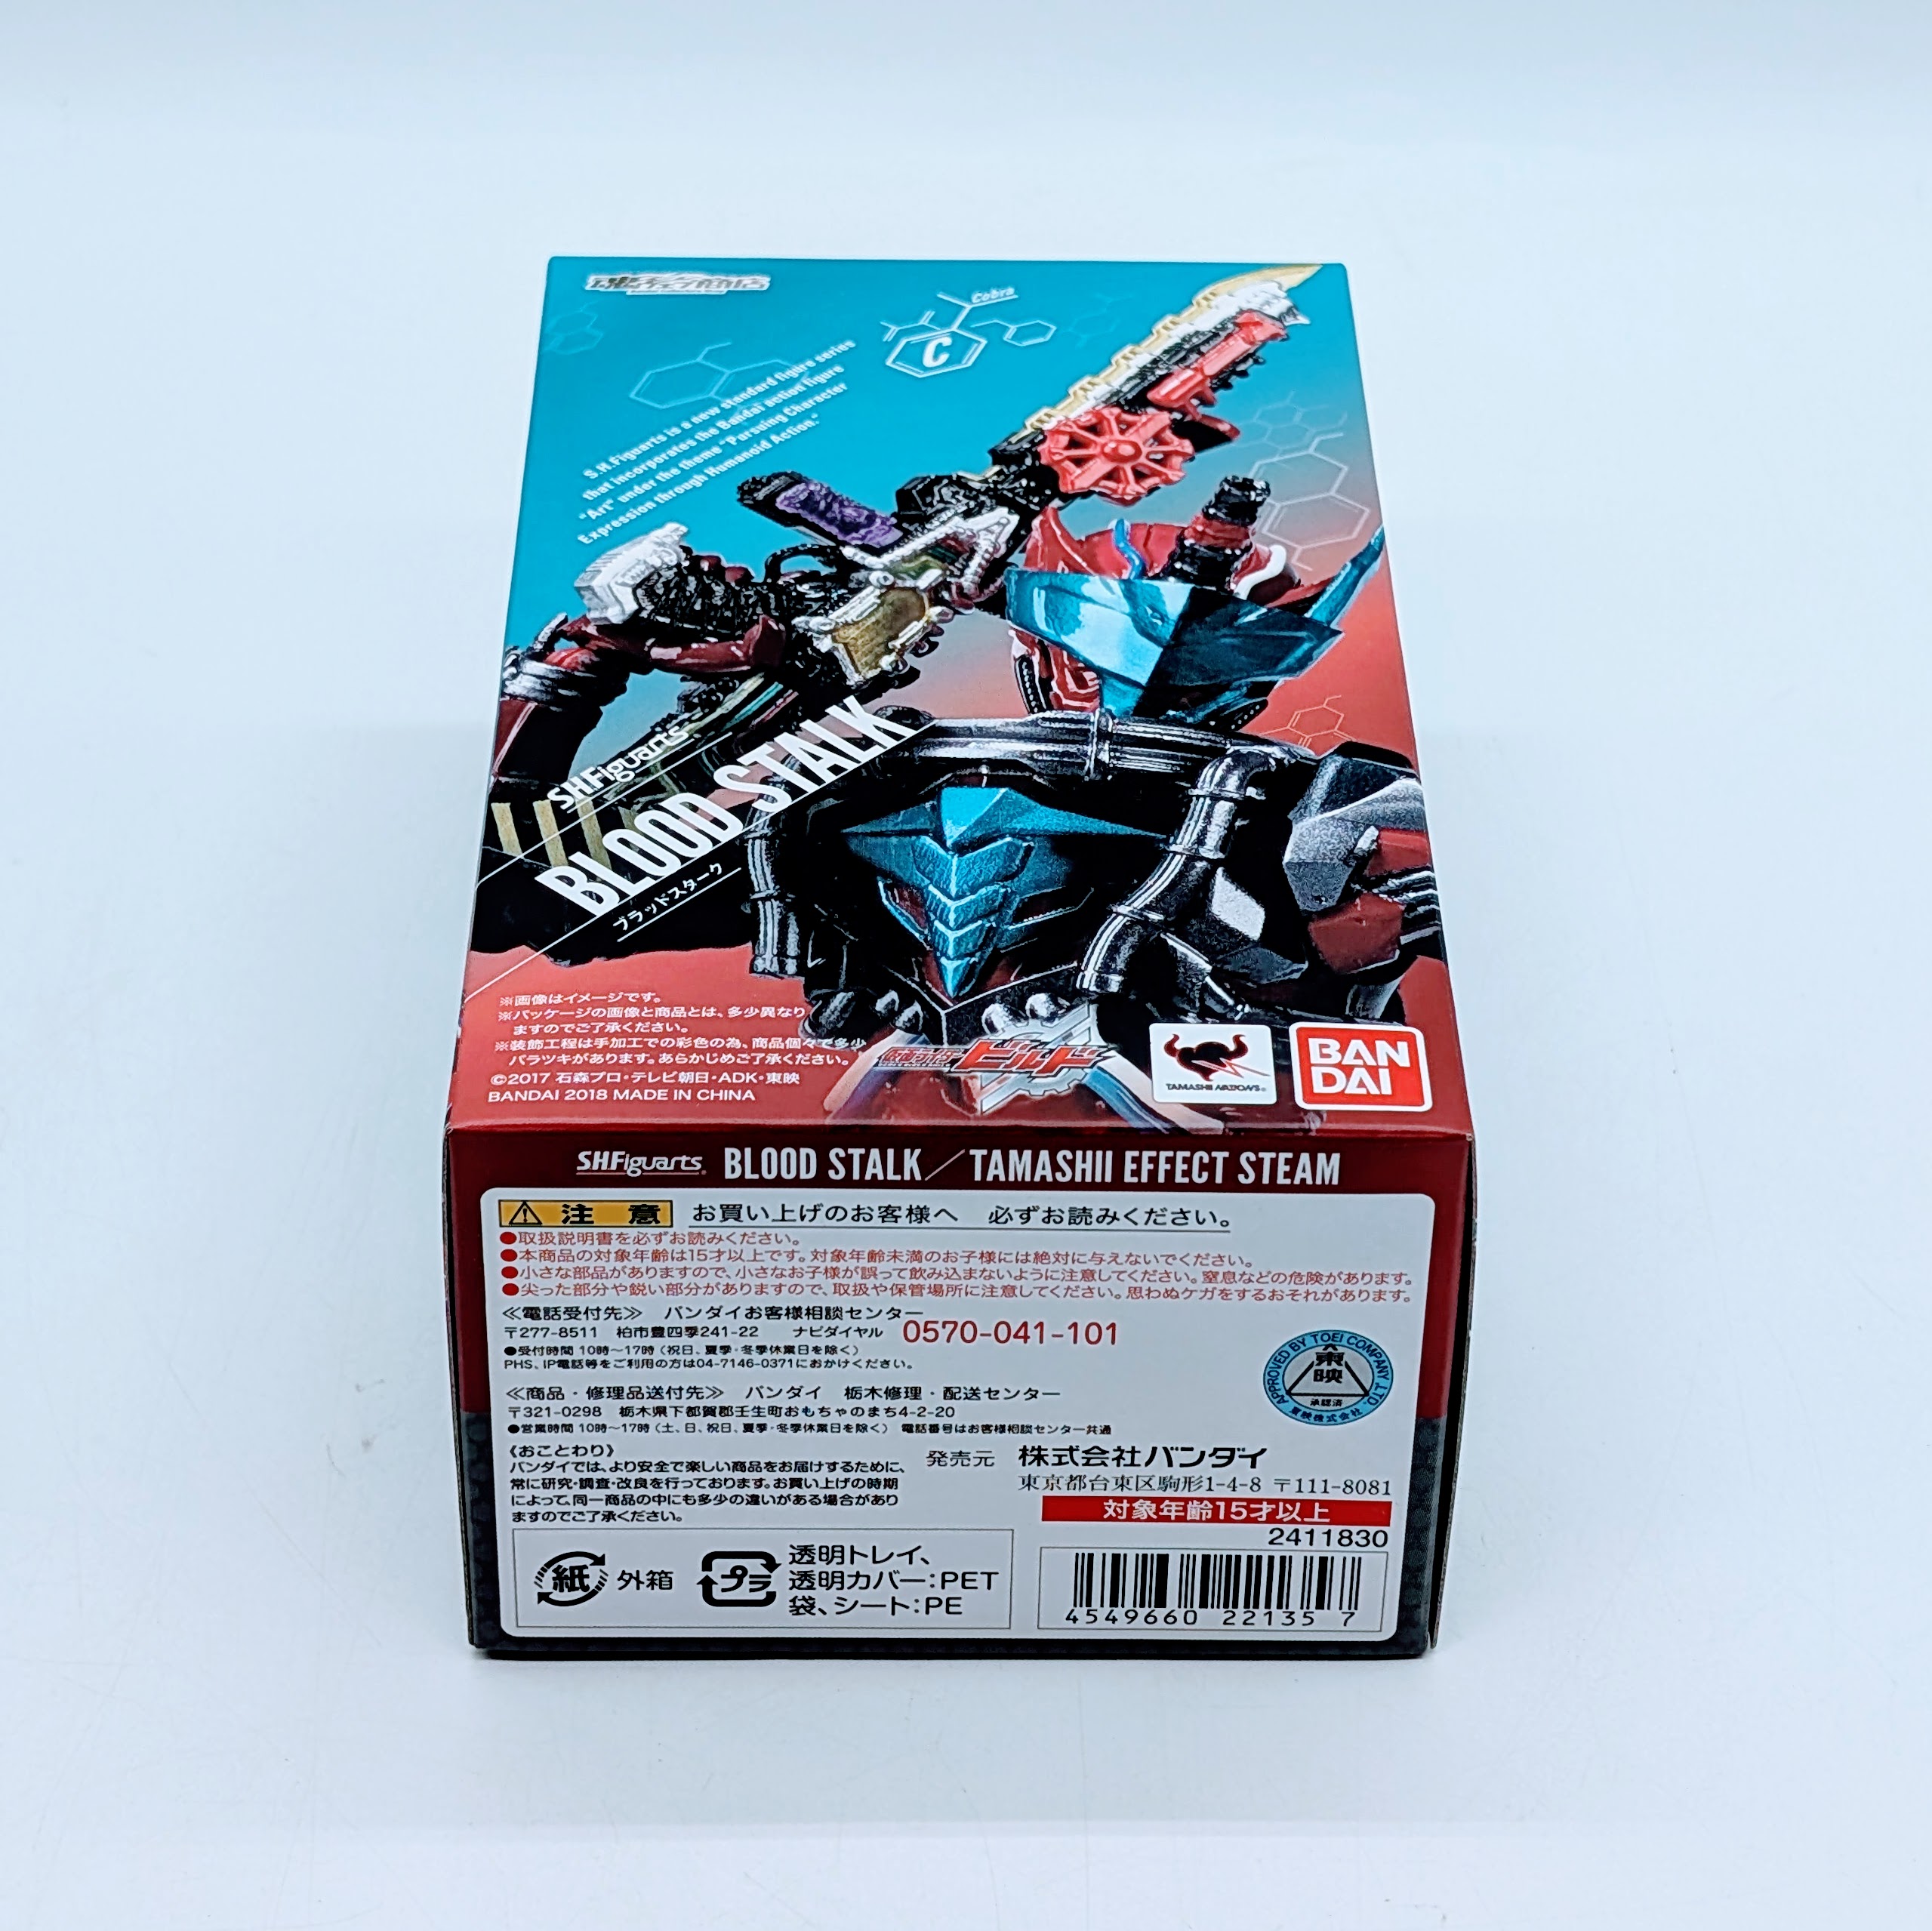 魂ウェブ商店
Cobra
C
S.H.Figuarts is a new standard figure series
that incorporates the Bandai action figure
"Art" under the theme "Pursuing Character
Expression through Humanoid Action."
S.H.Figuarts
BLOOD STALK
ブラッドスターク
※画像はイメージです。
※パッケージの画像と商品とは、多少異なり
ますのでご了承ください。
※装飾工程は手加工での彩色の為、商品個々で多少
バラツキがあります。あらかじめご了承ください。
©2017 石森プロ・テレビ朝日・ADK・東映
BANDAI 2018 MADE IN CHINA
仮面ライダー
ビルド
TAMASHII NATIONS
BAN
DAI
S.H.Figuarts BLOOD STALK／TAMASHII EFFECT STEAM
注 意 お買い上げのお客様へ 必ずお読みください。
●取扱説明書を必ずお読みください。
●本商品の対象年齢は15才以上です。対象年齢未満のお子様には絶対に与えないでください。
●小さな部品がありますので、小さなお子様が誤って飲み込まないように注意してください。窒息などの危険があります。
●尖った部分や鋭い部分がありますので、取扱や保管場所に注意してください。思わぬケガをするおそれがあります。
≪電話受付先≫ バンダイお客様相談センター
〒277-8511 柏市豊四季241-22 ナビダイヤル 0570-041-101
●受付時間 10時〜17時（祝日、夏季・冬季休業日を除く）
PHS、IP電話等をご利用の方は04-7146-0371におかけください。
≪商品・修理品送付先≫ バンダイ 栃木修理・配送センター
〒321-0298 栃木県下都賀郡壬生町おもちゃのまち4-2-20
●営業時間 10時〜17時（土、日、祝日、夏季・冬季休業日を除く） 電話番号はお客様相談センター共通
APPROVED BY TOEI COMPANY,LTD.
東映
承認済
東映株式会社
《おことわり》
バンダイでは、より安全で楽しい商品をお届けするために、
常に研究・調査・改良を行っております。お買い上げの時期
によって、同一商品の中にも多少の違いがある場合があり
ますのでご了承ください。
発売元 株式会社バンダイ
東京都台東区駒形1-4-8 〒111-8081
対象年齢15才以上
2411830
紙 外箱
プラ 透明トレイ、
透明カバー：PET
袋、シート：PE
4549660 22135 7